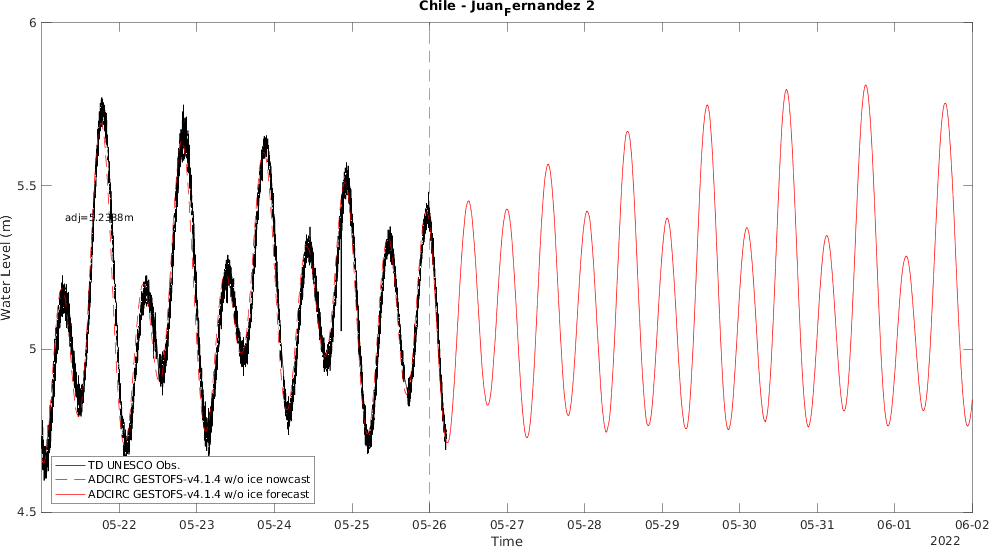 Chile - Juan_Fernandez 2
6
5.5
5
4.5
Water Level (m)
adj=5.2388m
TD UNESCO Obs.
ADCIRC GESTOFS-v4.1.4 w/o ice nowcast
ADCIRC GESTOFS-v4.1.4 w/o ice forecast
05-22 05-23 05-24 05-25 05-26 05-27 05-28 05-29 05-30 05-31 06-01 06-02
Time
2022